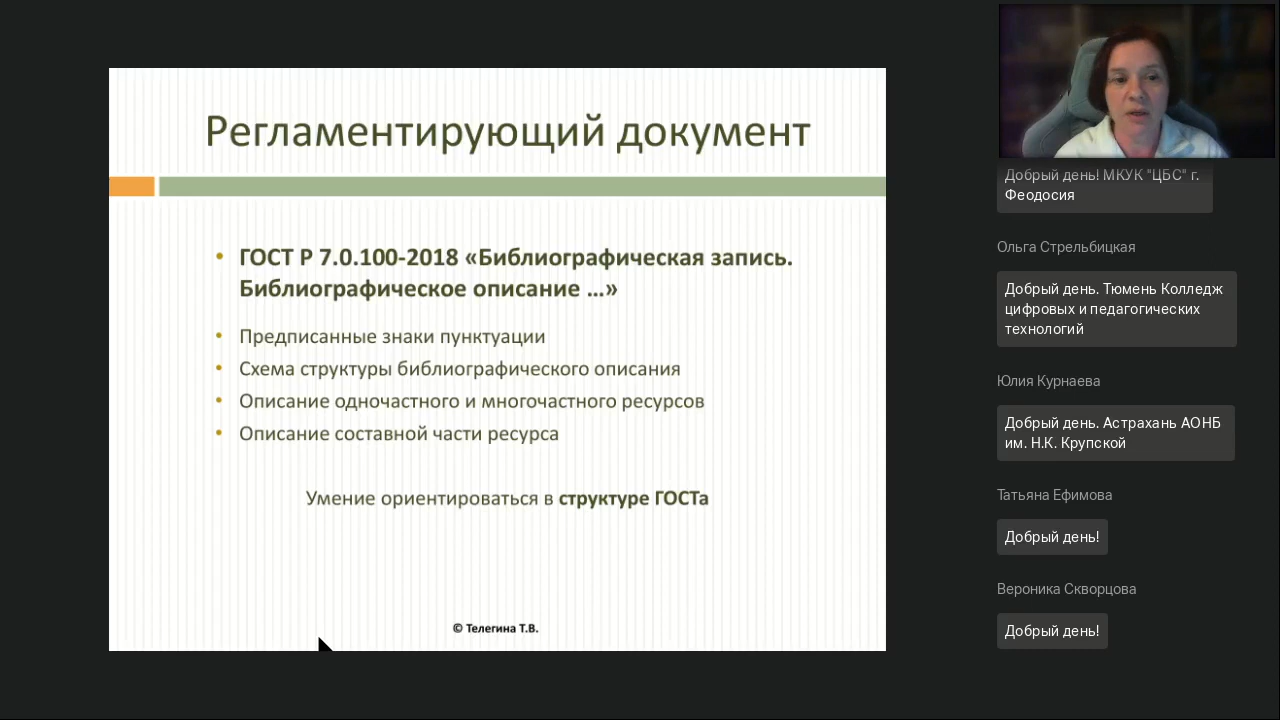 Регламентирующий документ
• ГОСТ Р 7.0.100-2018 «Библиографическая запись.
Библиографическое описание ...»
• Предписанные знаки пунктуации
• Схема структуры библиографического описания
• Описание одночастного и многочастного ресурсов
• Описание составной части ресурса
Умение ориентироваться в структуре ГОСТа
© Телегина Т.В.
Добрый день! МКУК "ЦБС" г.
Феодосия
Ольга Стрельбицкая
Добрый день. Тюмень Колледж
цифровых и педагогических
технологий
Юлия Курнаева
Добрый день. Астрахань АОНБ
им. Н.К. Крупской
Татьяна Ефимова
Добрый день!
Вероника Скворцова
Добрый день!